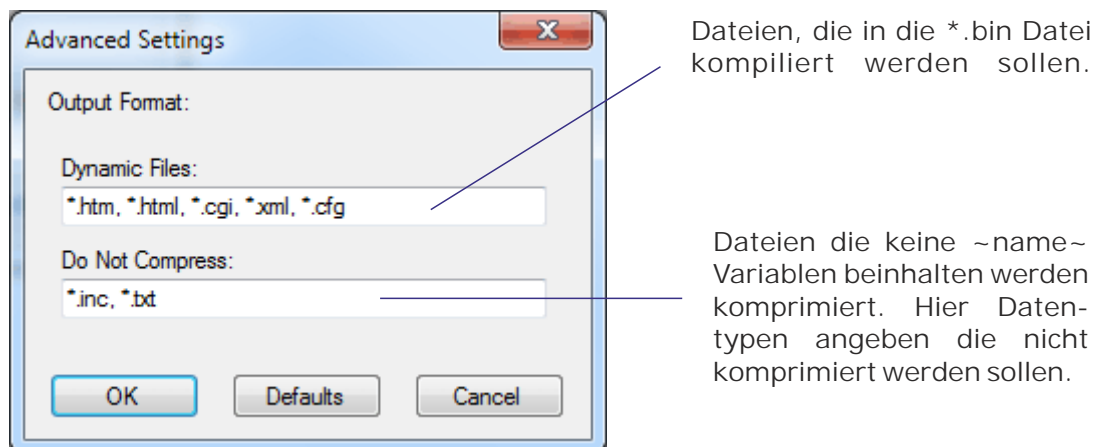 Advanced Settings
Output Format:
Dynamic Files:
*.htm, *.html, *.cgi, *.xml, *.cfg
Do Not Compress:
*.inc, *.txt
OK
Defaults
Cancel
Dateien, die in die *.bin Datei
kompiliert werden sollen.
Dateien die keine ~name~
Variablen beinhalten werden
komprimiert. Hier Daten-
typen angeben die nicht
komprimiert werden sollen.